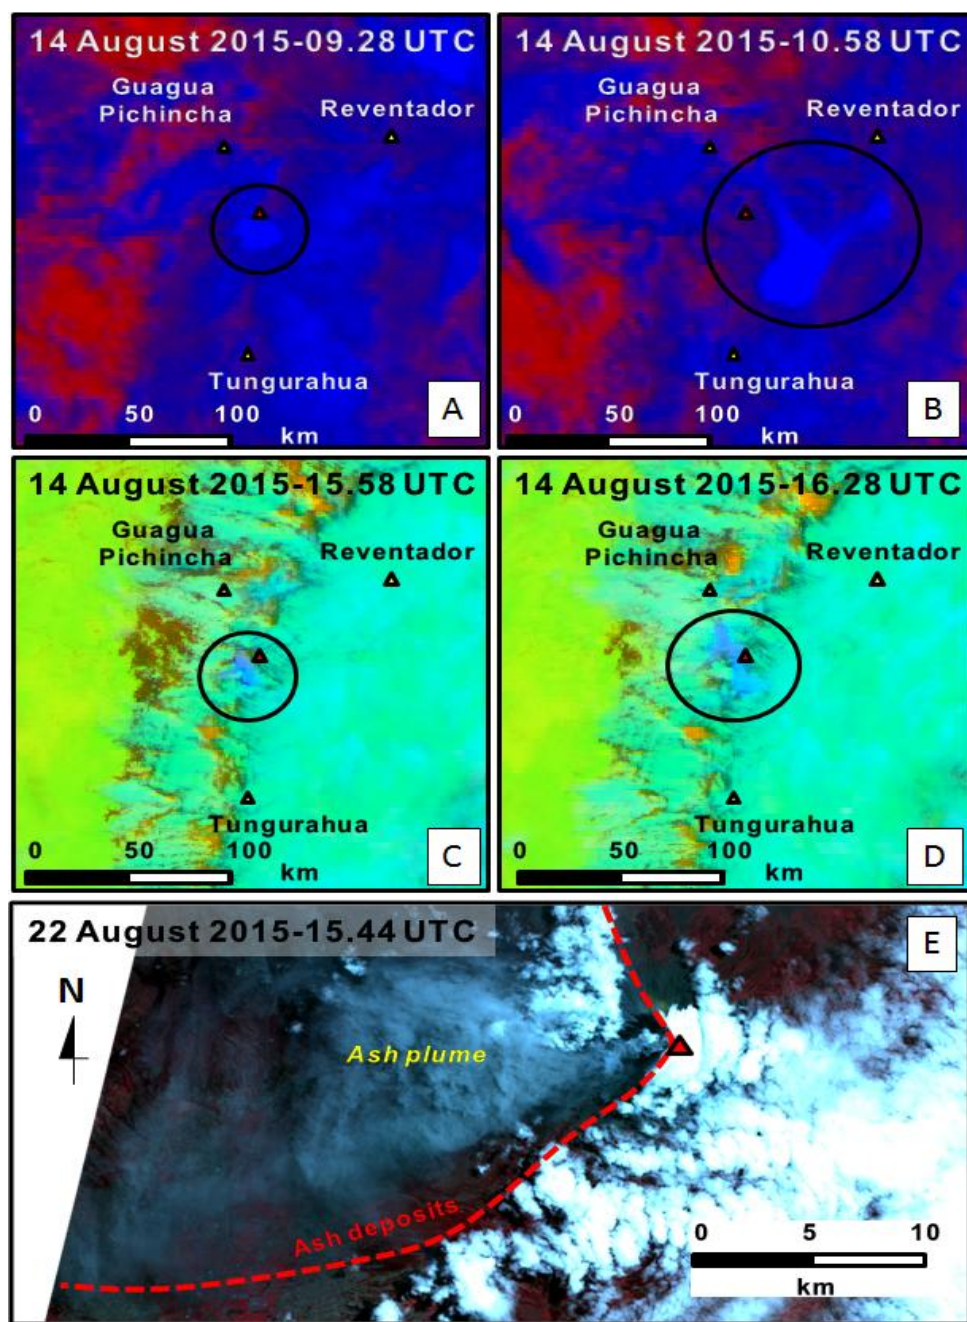 14 August 2015-09.28 UTC
Guagua
Pichincha
Reventador
Tungurahua
0 50 100
km
A
14 August 2015-10.58 UTC
Guagua
Pichincha
Reventador
Tungurahua
0 50 100
km
B
14 August 2015-15.58 UTC
Guagua
Pichincha
Reventador
Tungurahua
0 50 100
km
C
14 August 2015-16.28 UTC
Guagua
Pichincha
Reventador
Tungurahua
0 50 100
km
D
22 August 2015-15.44 UTC
E
N
Ash plume
Ash deposits
0 5 10
km